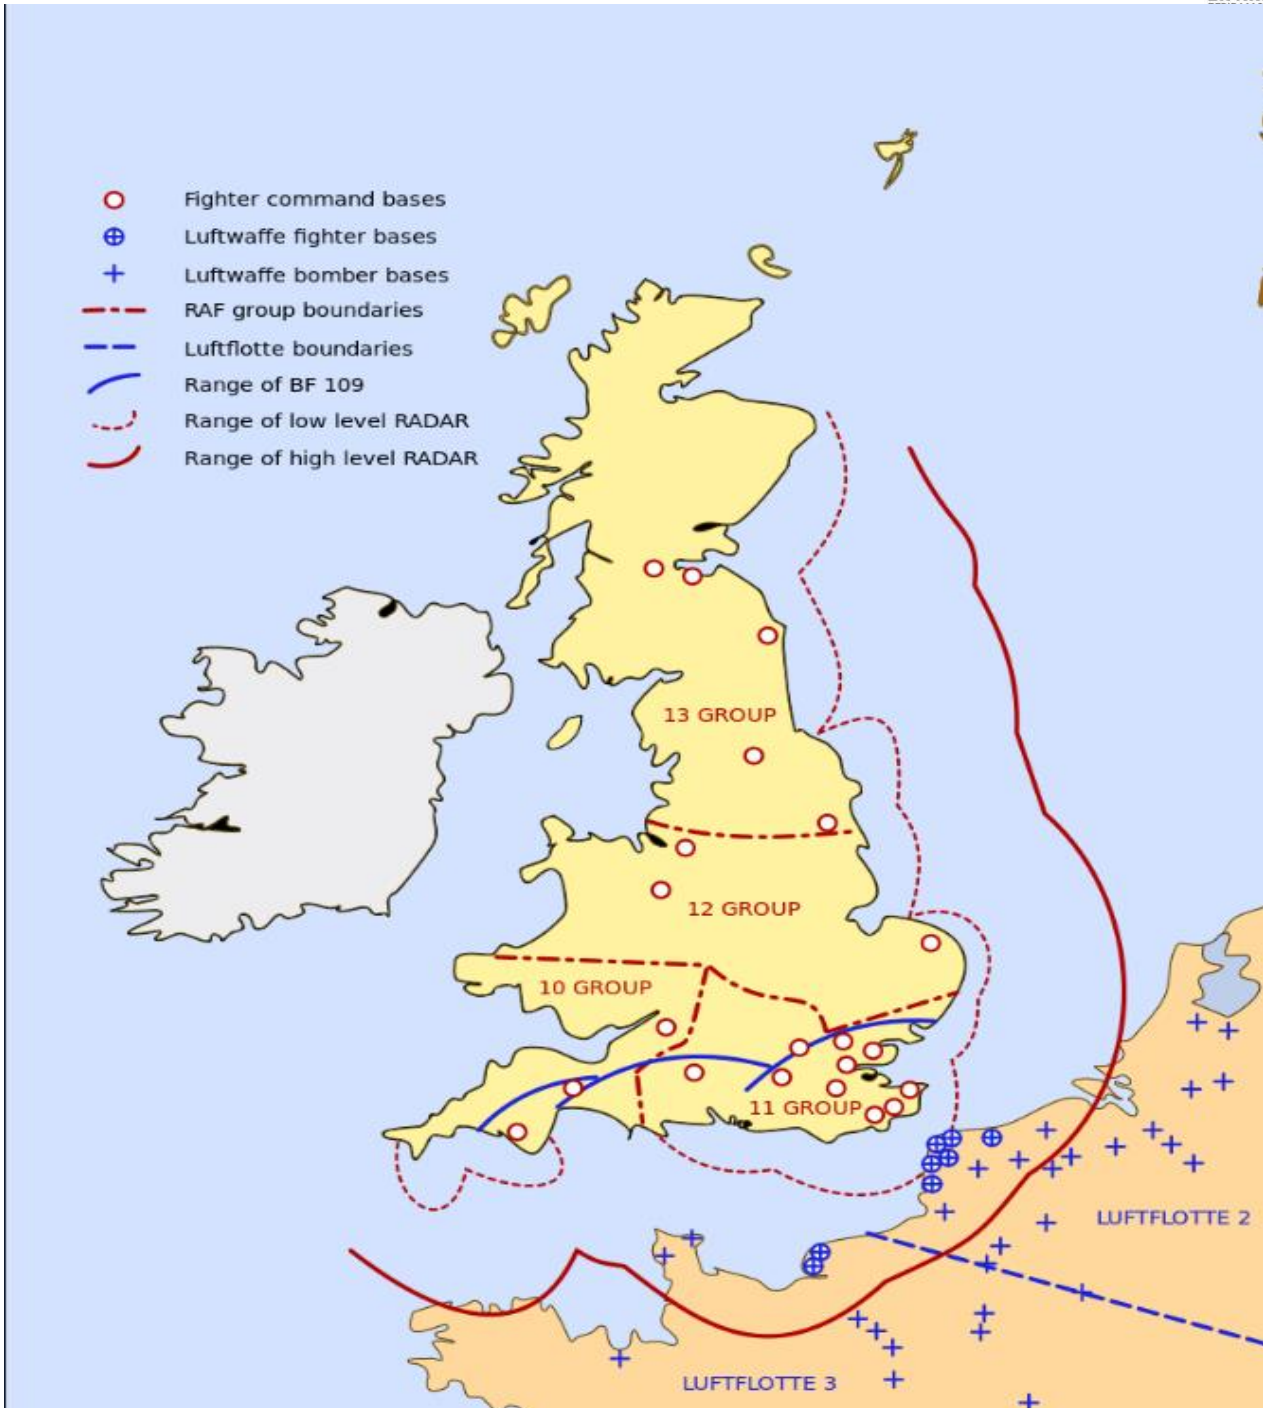 Fighter command bases
Luftwaffe fighter bases
Luftwaffe bomber bases
RAF group boundaries
Luftflotte boundaries
Range of BF 109
Range of low level RADAR
Range of high level RADAR
13 GROUP
12 GROUP
10 GROUP
11 GROUP
LUFTFLOTTE 2
LUFTFLOTTE 3